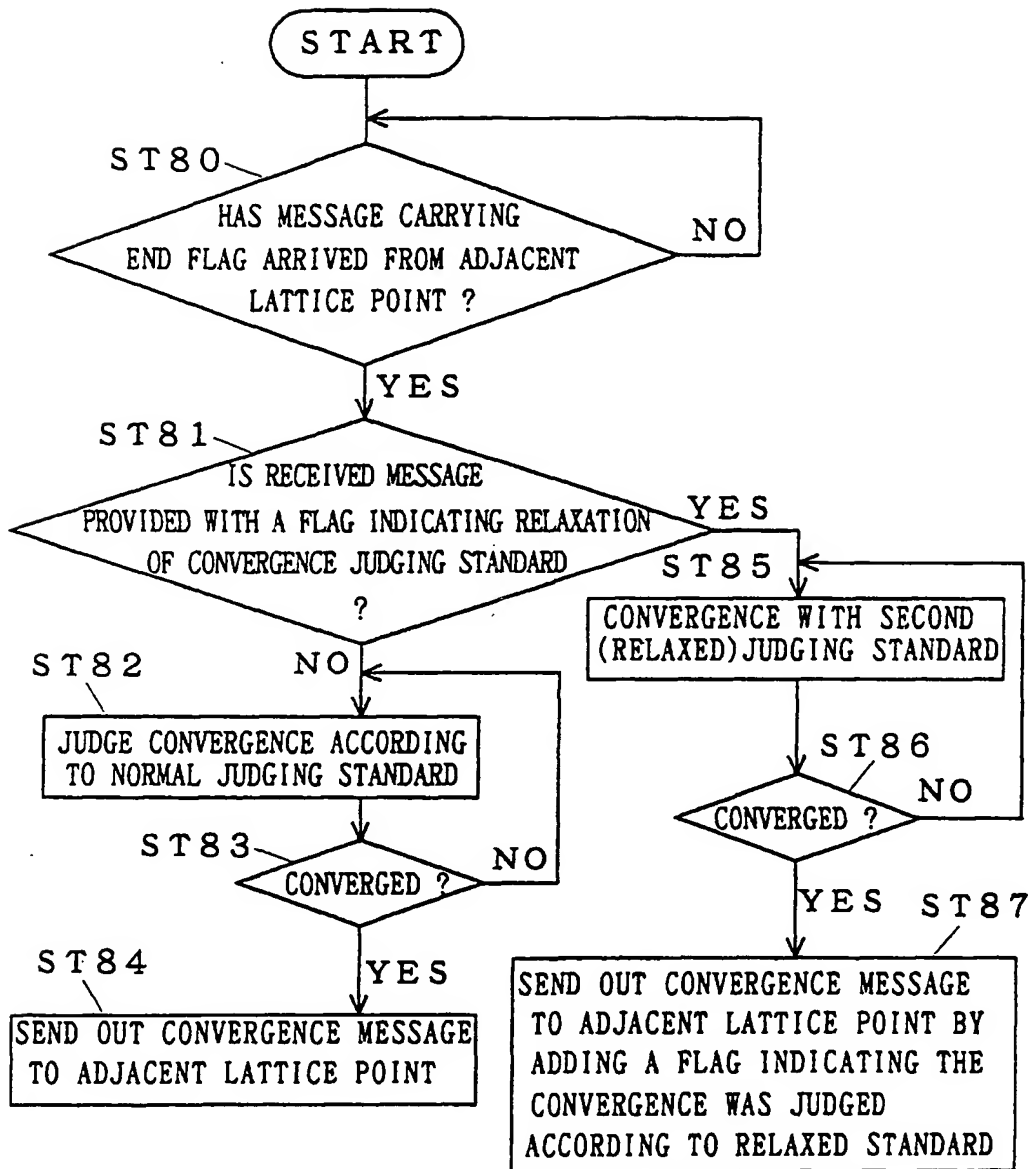 START
ST80
HAS MESSAGE CARRYING
END FLAG ARRIVED FROM ADJACENT
LATTICE POINT ?
NO
YES
ST81
IS RECEIVED MESSAGE
PROVIDED WITH A FLAG INDICATING RELAXATION
OF CONVERGENCE JUDGING STANDARD
?
YES
NO
ST82
JUDGE CONVERGENCE ACCORDING
TO NORMAL JUDGING STANDARD
ST83
CONVERGED ?
NO
YES
ST84
SEND OUT CONVERGENCE MESSAGE
TO ADJACENT LATTICE POINT
ST85
CONVERGENCE WITH SECOND
(RELAXED)JUDGING STANDARD
ST86
CONVERGED ?
NO
YES
ST87
SEND OUT CONVERGENCE MESSAGE
TO ADJACENT LATTICE POINT BY
ADDING A FLAG INDICATING THE
CONVERGENCE WAS JUDGED
ACCORDING TO RELAXED STANDARD